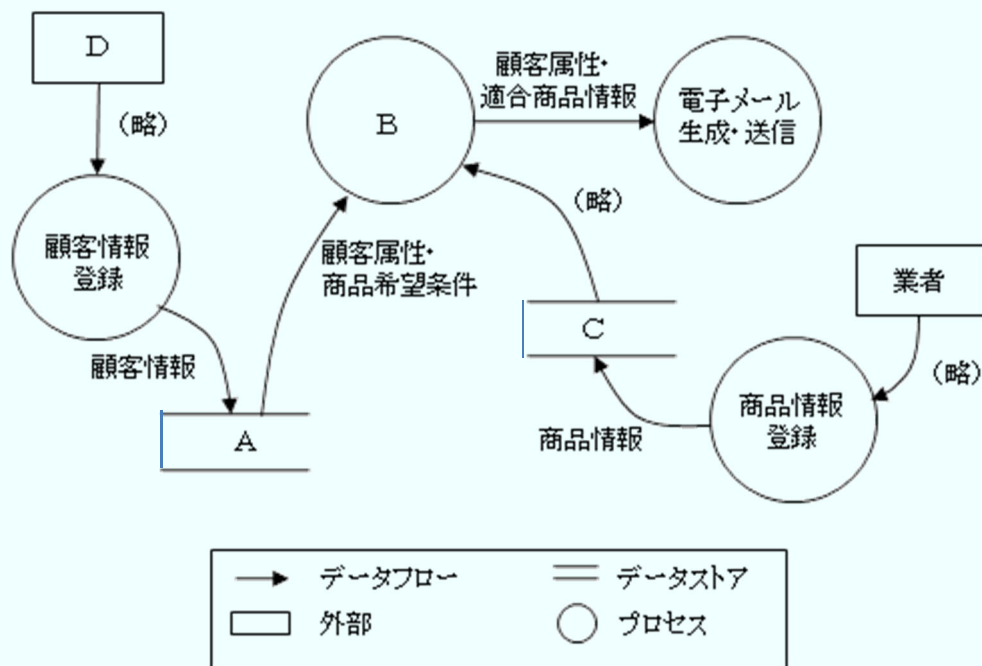 D
(略)
顧客情報
登録
顧客情報
A
顧客属性・
商品希望条件
B
顧客属性・
適合商品情報
電子メール
生成・送信
(略)
C
商品情報
業者
(略)
商品情報
登録
データフロー
データストア
外部
プロセス